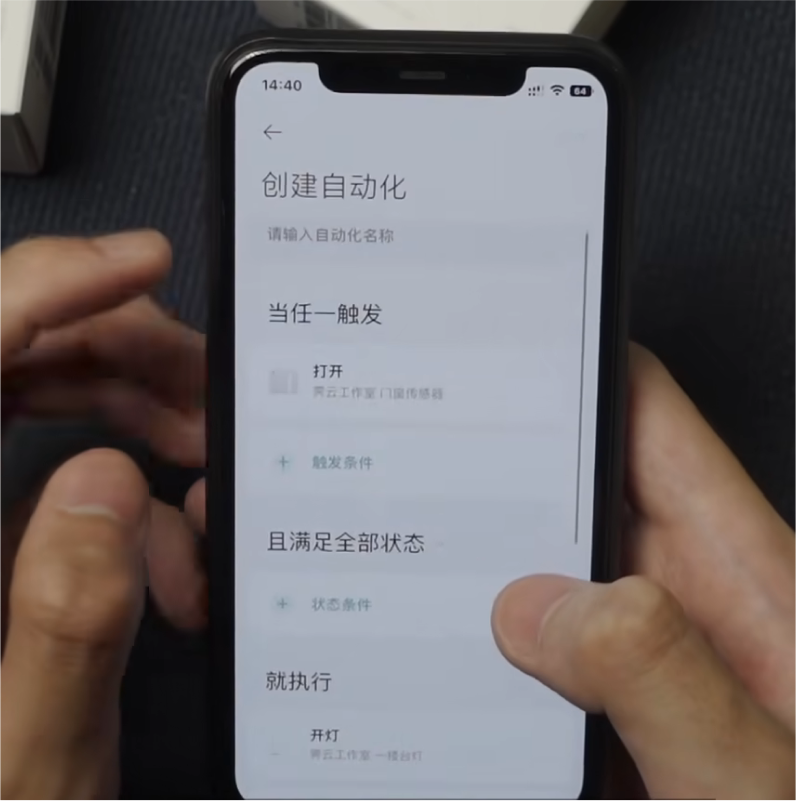 14:40
64
创建自动化
请输入自动化名称
当任一触发
打开
霁云工作室 门窗传感器
触发条件
且满足全部状态
状态条件
就执行
开灯
霁云工作室 一楼台灯